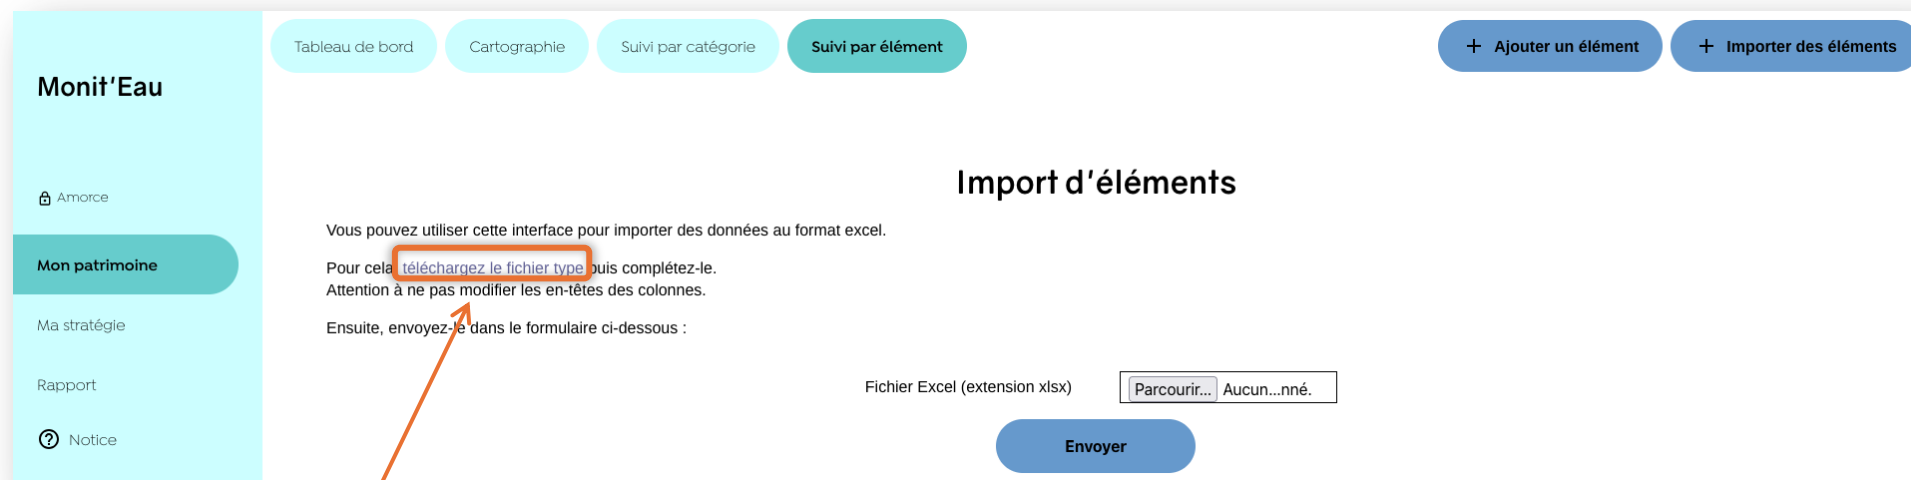 Tableau de bord
Cartographie
Suivi par catégorie
Suivi par élément
+ Ajouter un élément
+ Importer des éléments
Monit'Eau
Amorce
Mon patrimoine
Ma stratégie
Rapport
? Notice
Import d'éléments
Vous pouvez utiliser cette interface pour importer des données au format excel.
Pour cela téléchargez le fichier type puis complétez-le.
Attention à ne pas modifier les en-têtes des colonnes.
Ensuite, envoyez-le dans le formulaire ci-dessous :
Fichier Excel (extension xlsx)
Parcourir... Aucun...nné.
Envoyer